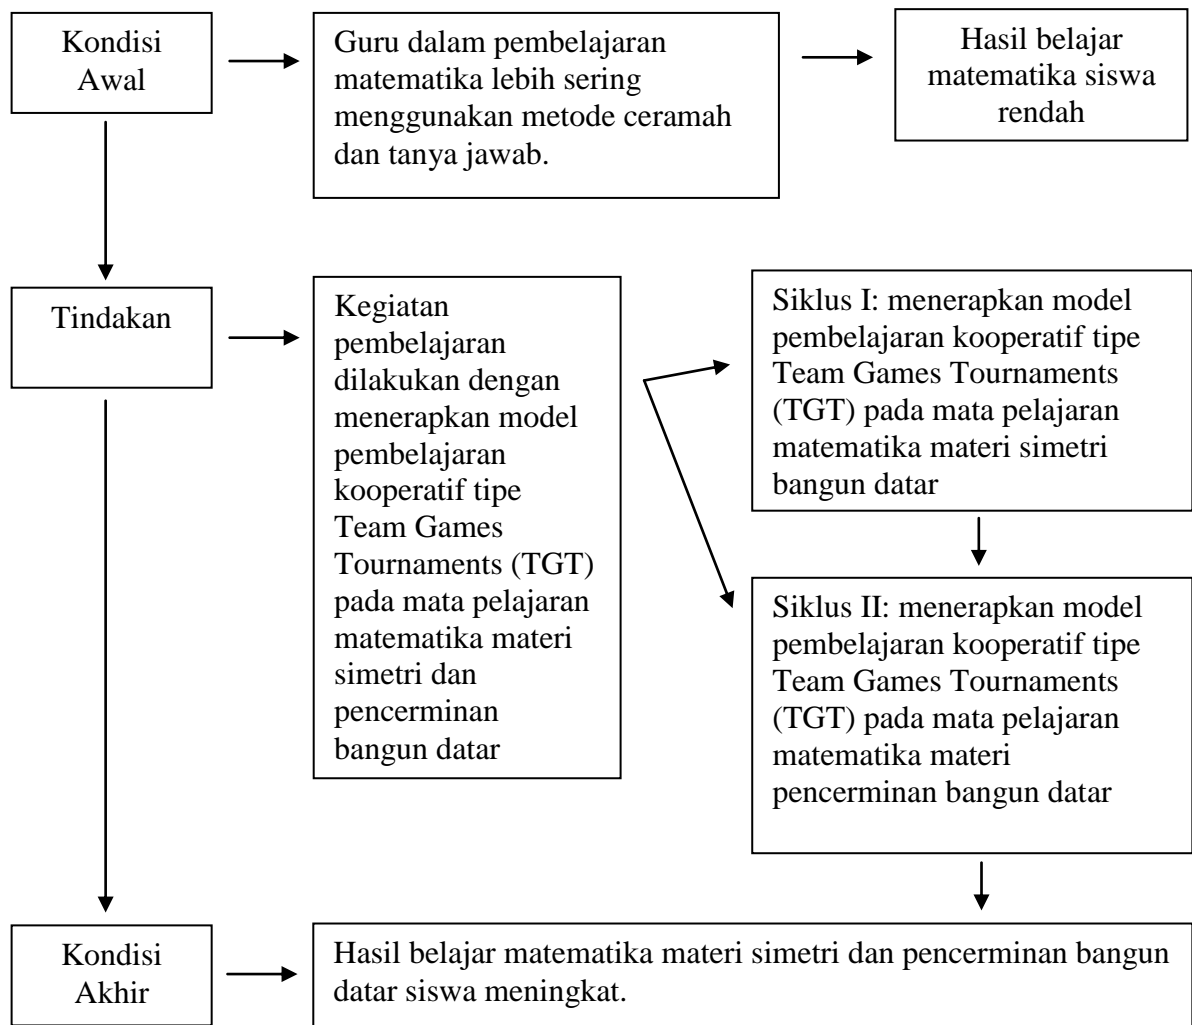 Kondisi
Awal
Guru dalam pembelajaran
matematika lebih sering
menggunakan metode ceramah
dan tanya jawab.
Hasil belajar
matematika siswa
rendah
Tindakan
Kegiatan
pembelajaran
dilakukan dengan
menerapkan model
pembelajaran
kooperatif tipe
Team Games
Tournaments (TGT)
pada mata pelajaran
matematika materi
simetri dan
pencerminan
bangun datar
Siklus I: menerapkan model
pembelajaran kooperatif tipe
Team Games Tournaments
(TGT) pada mata pelajaran
matematika materi simetri
bangun datar
Siklus II: menerapkan model
pembelajaran kooperatif tipe
Team Games Tournaments
(TGT) pada mata pelajaran
matematika materi
pencerminan bangun datar
Kondisi
Akhir
Hasil belajar matematika materi simetri dan pencerminan bangun
datar siswa meningkat.